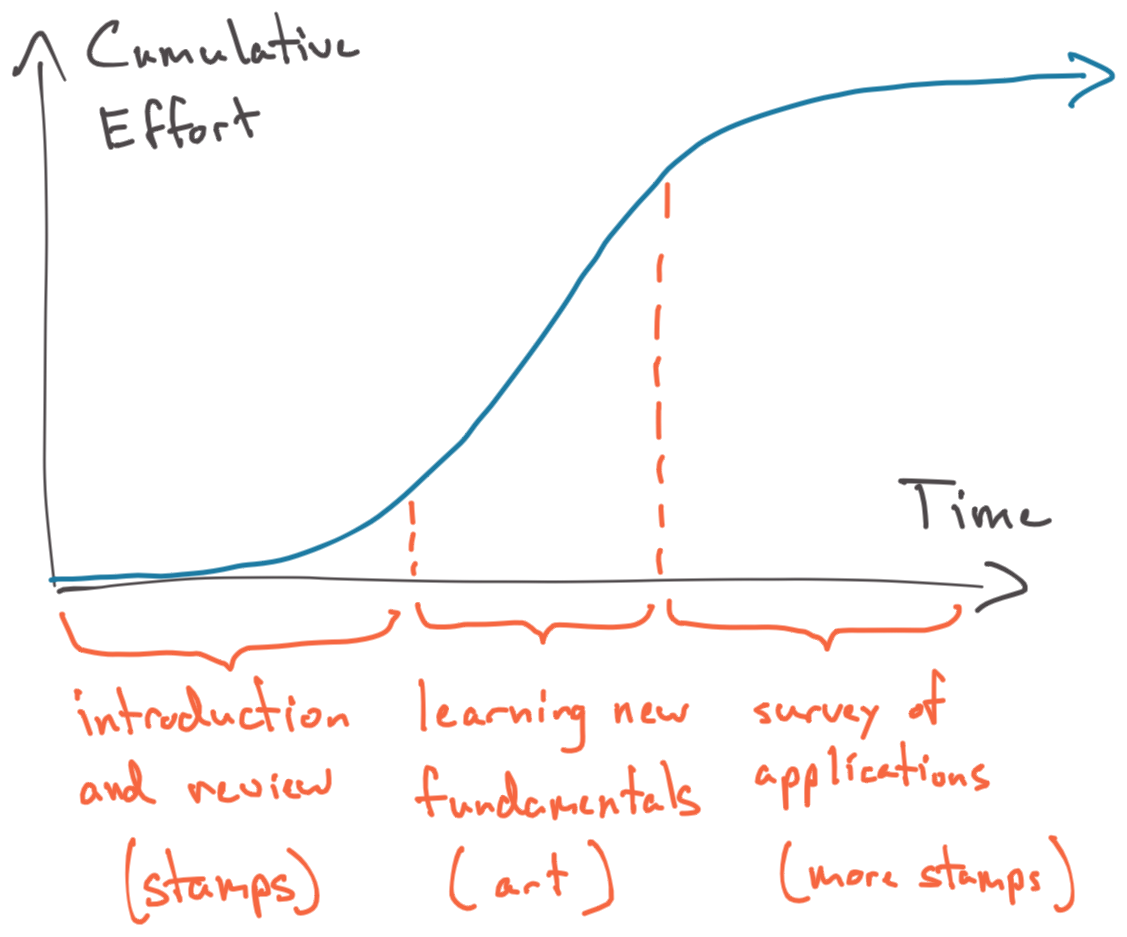 Cumulative
Effort
Time
introduction
and review
(stamps)
learning new
fundamentals
(art)
survey of
applications
(more stamps)